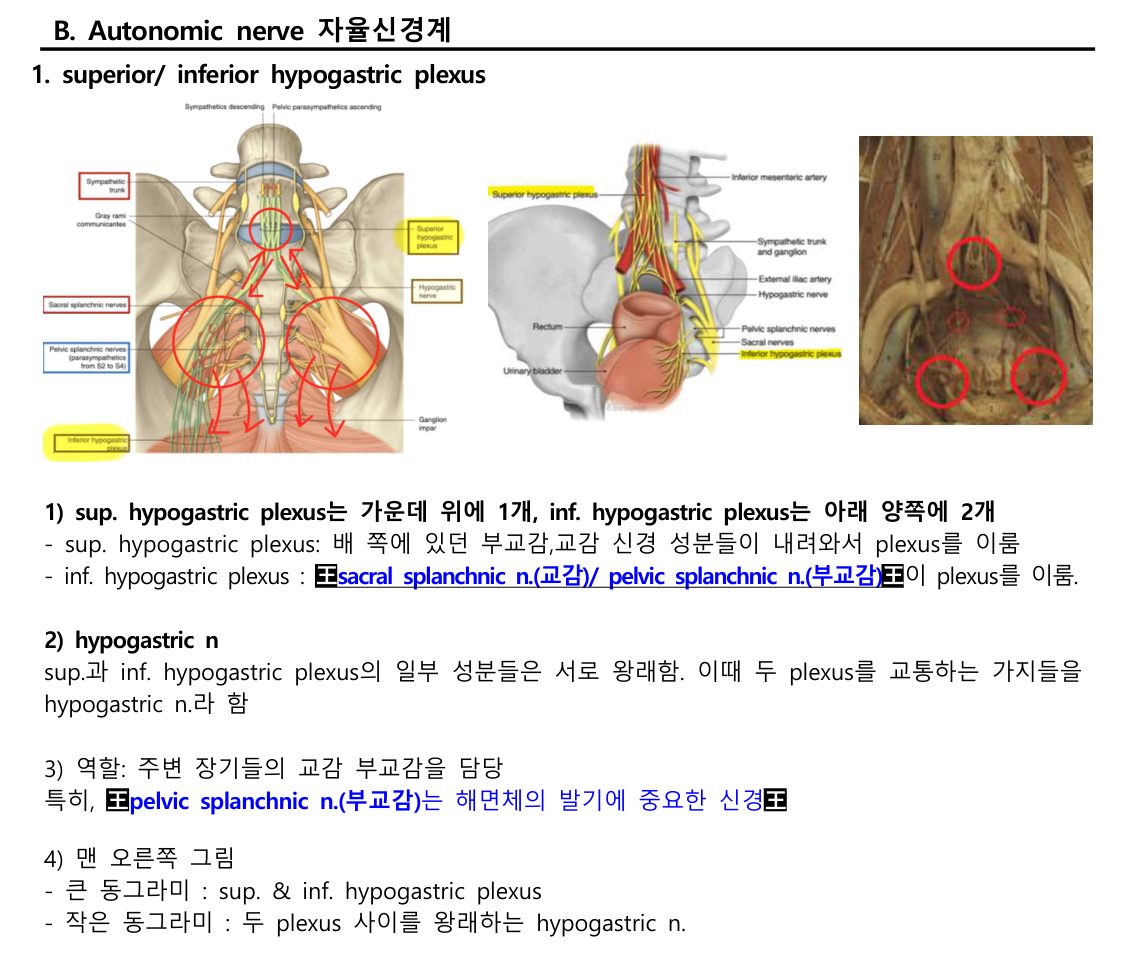 B. Autonomic nerve 자율신경계
1. superior/ inferior hypogastric plexus
Sympathetics descending
Pelvic parasympathetics ascending
Sympathetic
trunk
Gray rami
communicantes
Superior
hypogastric
plexus
Hypogastric
nerve
Sacral splanchnic nerves
Pelvic splanchnic nerves
(parasympathetics
from S2 to S4)
Ganglion
impar
Inferior hypogastric
plexus
Superior hypogastric plexus
Inferior mesenteric artery
Sympathetic trunk
and ganglion
External iliac artery
Hypogastric nerve
Rectum
Pelvic splanchnic nerves
Sacral nerves
Inferior hypogastric plexus
Urinary bladder
1) sup. hypogastric plexus는 가운데 위에 1개, inf. hypogastric plexus는 아래 양쪽에 2개
- sup. hypogastric plexus: 배 쪽에 있던 부교감,교감 신경 성분들이 내려와서 plexus를 이룸
- inf. hypogastric plexus : 王sacral splanchnic n.(교감)/ pelvic splanchnic n.(부교감)王이 plexus를 이룸.
2) hypogastric n
sup.과 inf. hypogastric plexus의 일부 성분들은 서로 왕래함. 이때 두 plexus를 교통하는 가지들을
hypogastric n.라 함
3) 역할: 주변 장기들의 교감 부교감을 담당
특히, 王pelvic splanchnic n.(부교감)는 해면체의 발기에 중요한 신경王
4) 맨 오른쪽 그림
- 큰 동그라미 : sup. & inf. hypogastric plexus
- 작은 동그라미 : 두 plexus 사이를 왕래하는 hypogastric n.